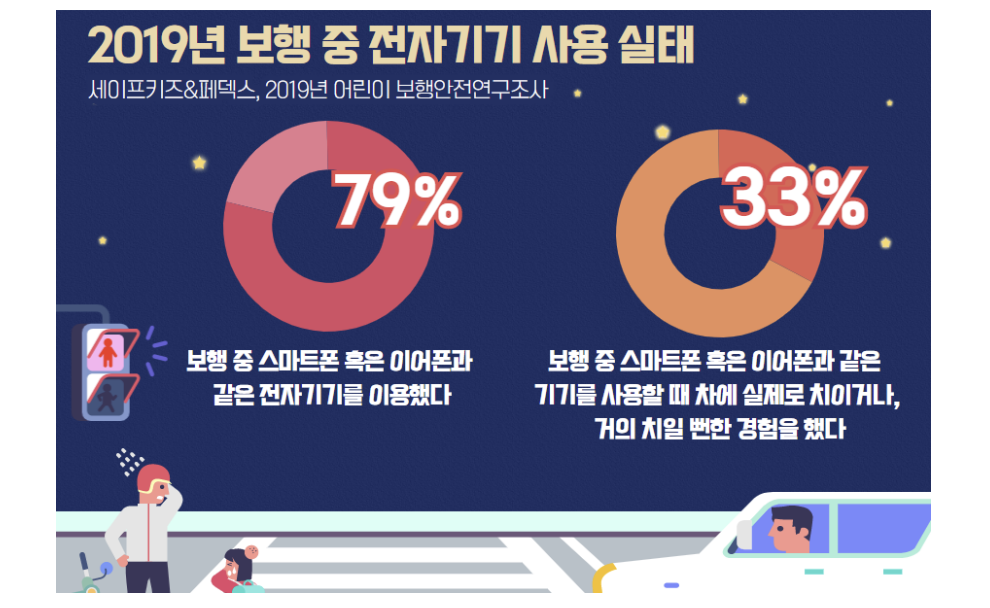 2019년 보행 중 전자기기 사용 실태
세이프키즈&페덱스, 2019년 어린이 보행안전연구조사
79%
33%
보행 중 스마트폰 혹은 이어폰과
같은 전자기기를 이용했다
보행 중 스마트폰 혹은 이어폰과 같은
기기를 사용할 때 차에 실제로 치이거나,
거의 치일 뻔한 경험을 했다